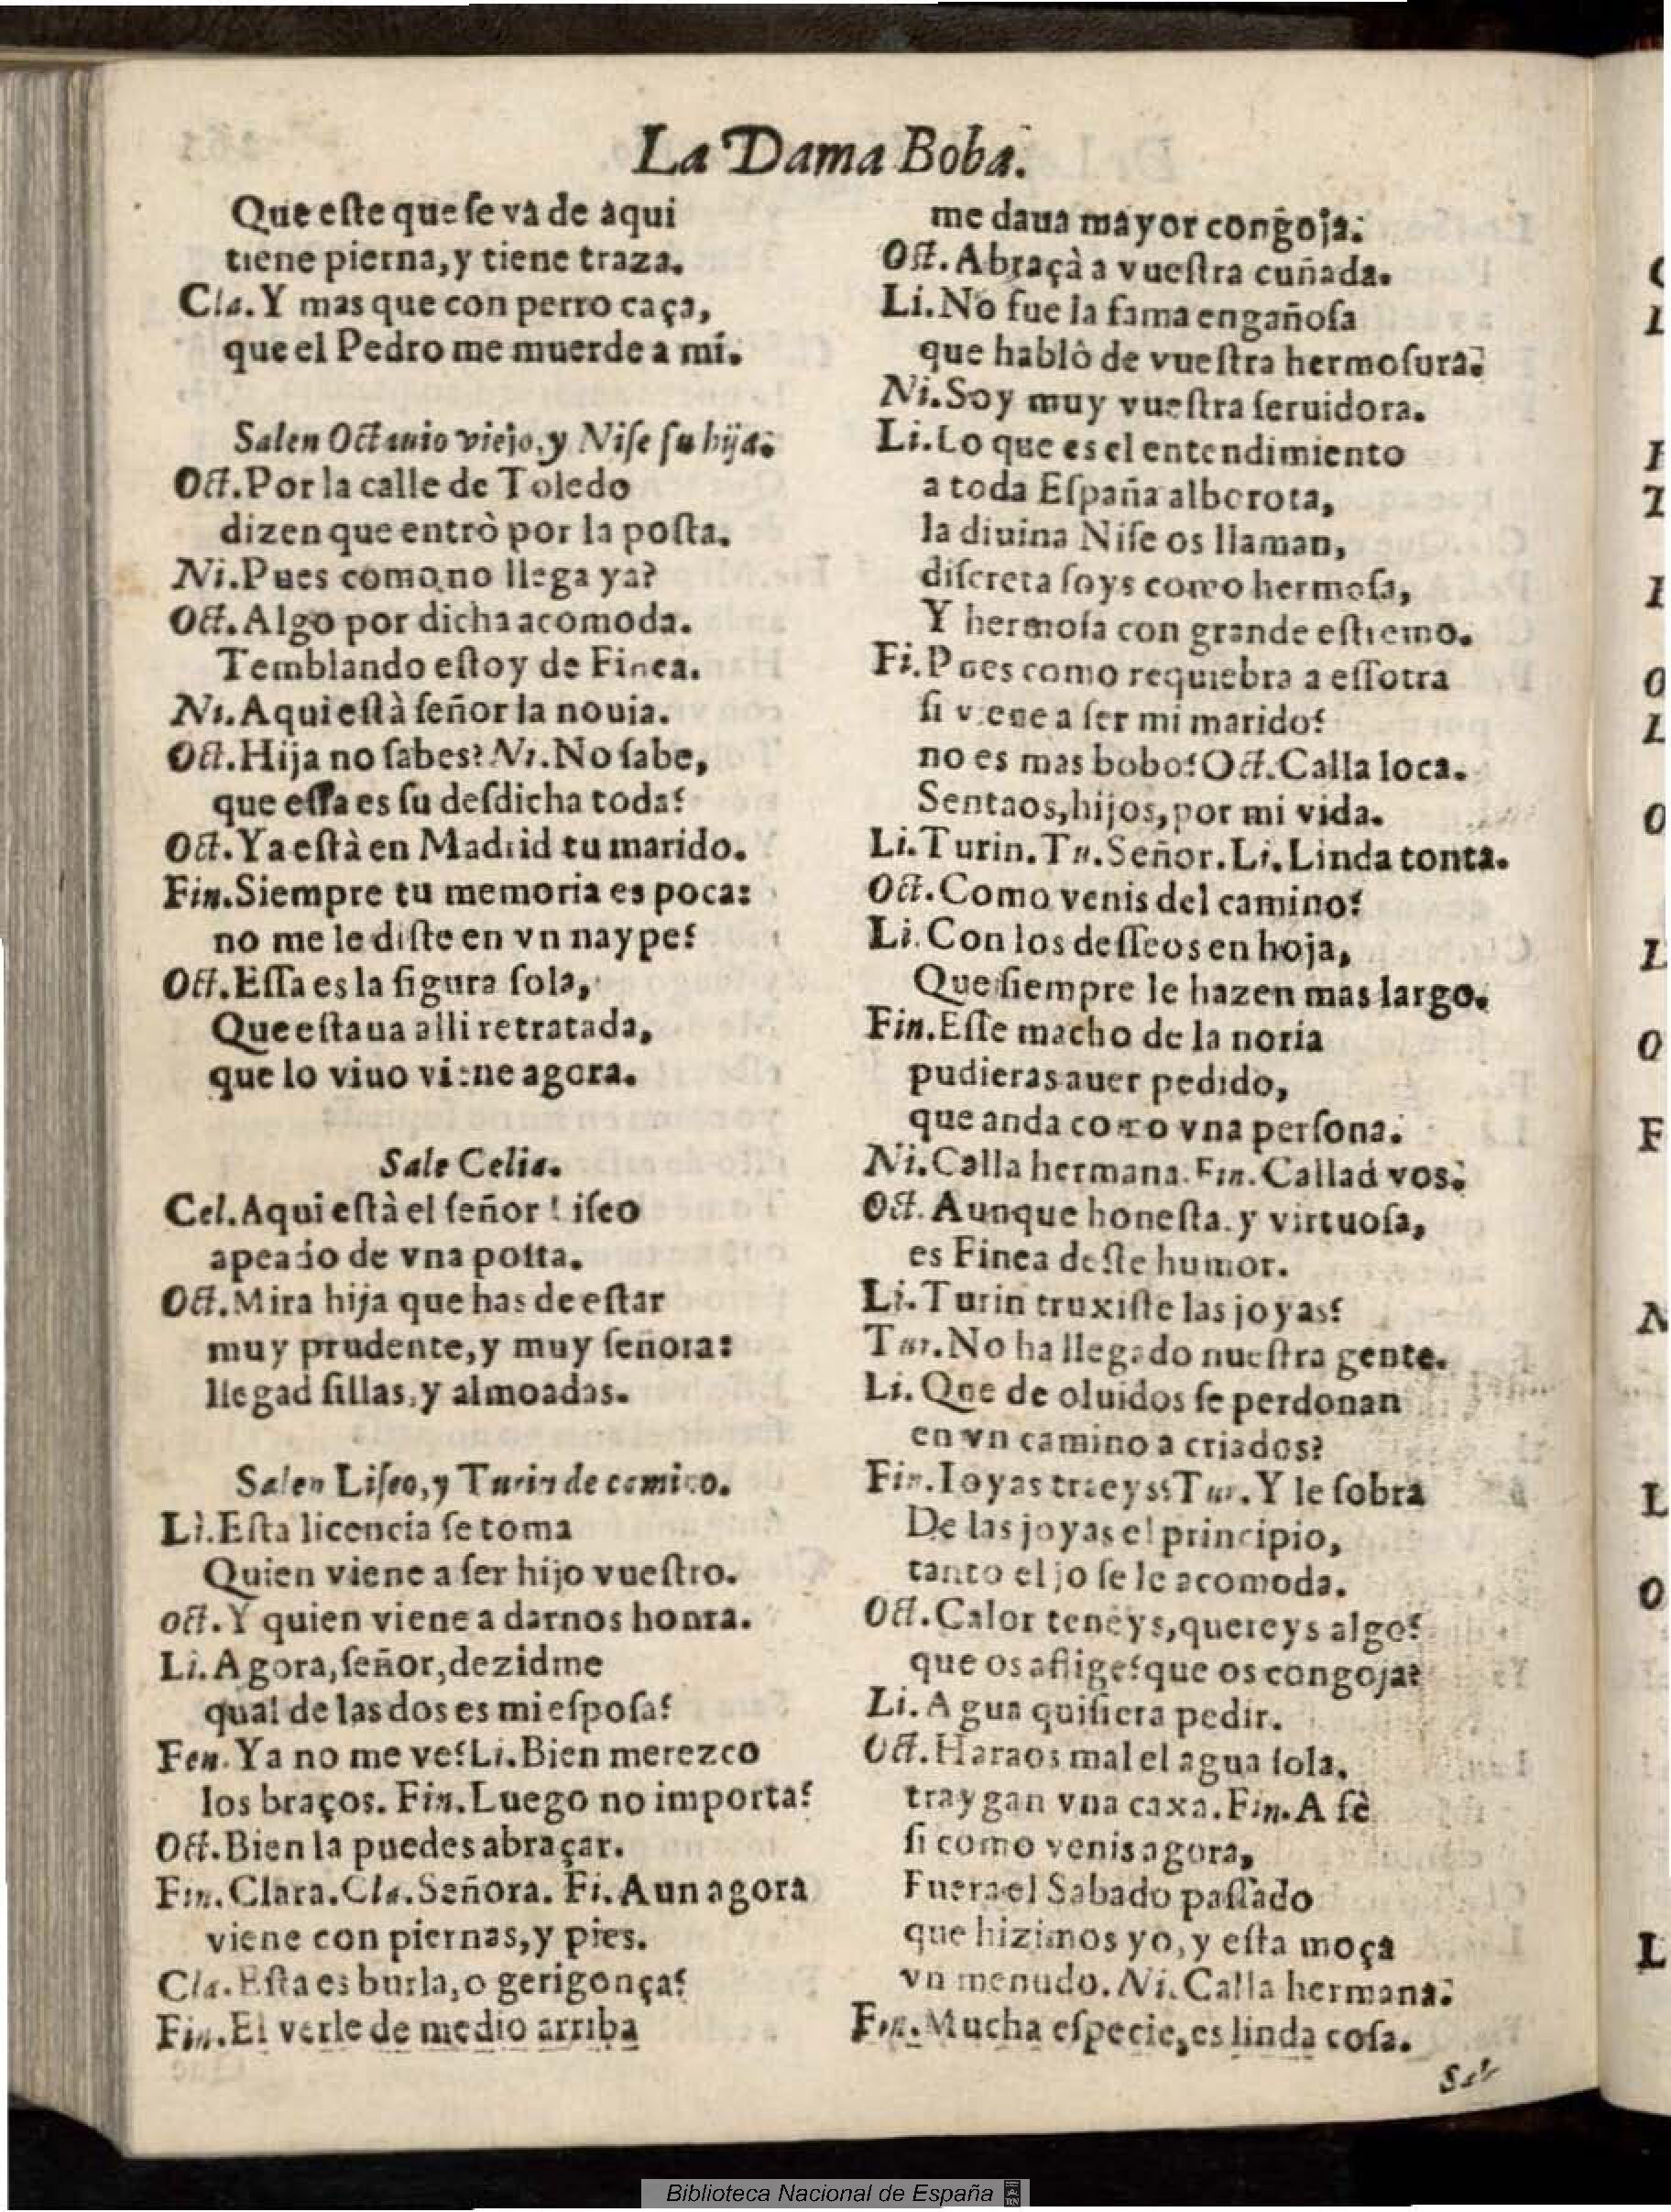 La Dama Boba.
Que eſte que ſe và de aqui
tiene pierna, y tiene traza.
Cla. Y mas que con perro caça,
que el Pedro me muerde a mí.
Salen Octauio viejo, y Niſe ſu hija.
Oct. Por la calle de Toledo
dizen que entrò por la poſta.
Ni. Pues como no llega ya?
Oct. Algo por dicha acomoda.
Temblando eſtoy de Finea.
Ni. Aqui eſtà ſeñor la nouia.
Oct. Hija no ſabes? Ni. No ſabe,
que eſſa es ſu deſdicha toda?
Oct. Ya eſtà en Madrid tu marido.
Fin. Siempre tu memoria es poca:
no me le diſte en vn naype?
Oct. Eſſa es la figura ſola,
Que eſtaua alli retratada,
que lo viuo viene agora.
Sale Celia.
Cel. Aqui eſtà el ſeñor Liſeo
apeado de vna poſta.
Oct. Mira hija que has de eſtar
muy prudente, y muy ſeñora:
llegad ſillas, y almoadas.
Salen Liſeo, y Turin de camino.
Li. Eſta licencia ſe toma
Quien viene a ſer hijo vueſtro.
oct. Y quien viene a darnos honra.
Li. Agora, ſeñor, dezidme
qual de las dos es mi eſpoſa?
Fen. Ya no me ve? Li. Bien merezco
los braços. Fin. Luego no importa?
Oct. Bien la puedes abraçar.
Fin. Clara. Cla. Señora. Fi. Aun agora
viene con piernas, y pies.
Cla. Eſta es burla, o gerigonça?
Fin. El verle de medio arriba
me daua mayor congoja.
Oct. Abraçà a vueſtra cuñada.
Li. No fue la fama engañoſa
que hablò de vueſtra hermoſura.
Ni. Soy muy vueſtra ſeruidora.
Li. Lo que es el entendimiento
a toda Eſpaña alborota,
la diuina Niſe os llaman,
diſcreta ſoys como hermoſa,
Y hermoſa con grande eſtremo.
Fi. Pues como requiebra a eſſotra
ſi viene a ſer mi marido?
no es mas bobo? Oct. Calla loca.
Sentaos, hijos, por mi vida.
Li. Turin. Tu. Señor. Li. Linda tonta.
Oct. Como venis del camino?
Li. Con los deſſeos en hoja,
Que ſiempre le hazen mas largo.
Fin. Eſſe macho de la noria
pudieras auer pedido,
que anda como vna perſona.
Ni. Calla hermana. Fin. Callad vos.
Oct. Aunque honeſta. y virtuoſa,
es Finea deſte humor.
Li. Turin truxiſte las joyas?
Tur. No ha llegado nueſtra gente.
Li. Que de oluidos ſe perdonan
en vn camino a criados?
Fin. Ioyas traeys? Tur. Y le ſobra
De las joyas el principio,
tanto el jo ſe le acomoda.
Oct. Calor teneys, quereys algo?
que os aflige? que os congoja?
Li. Agua quiſiera pedir.
Oct. Haraos mal el agua ſola.
traygan vna caxa. Fin. A fè
ſi como venis agora,
Fuera el Sabado paſſado
que hizimos yo, y eſta moça
vn menudo. Ni. Calla hermana.
Fin. Mucha eſpecie, es linda coſa.
Biblioteca Nacional de España